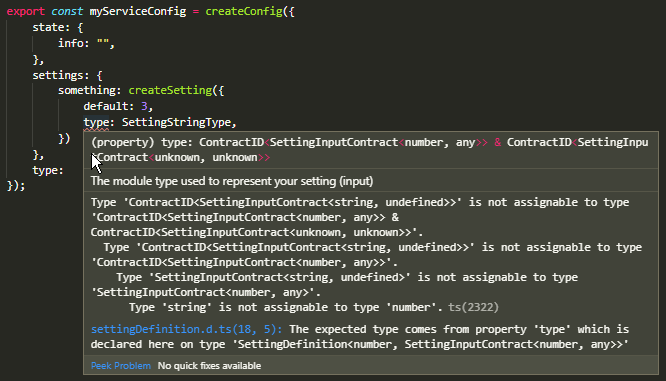 export const myServiceConfig = createConfig({
state: {
info: "",
},
settings: {
something: createSetting({
default: 3,
type: SettingStringType,
})
},
type:
});
(property) type: ContractID<SettingInputContract<number, any>> & ContractID<SettingInpu
Contract<unknown, unknown>>
The module type used to represent your setting (input)
Type 'ContractID<SettingInputContract<string, undefined>>' is not assignable to type
'ContractID<SettingInputContract<number, any>> &
ContractID<SettingInputContract<unknown, unknown>>'.
Type 'ContractID<SettingInputContract<string, undefined>>' is not assignable to type
'ContractID<SettingInputContract<number, any>>'.
Type 'SettingInputContract<string, undefined>' is not assignable to type
'SettingInputContract<number, any>'.
Type 'string' is not assignable to type 'number'. ts(2322)
settingDefinition.d.ts(18, 5): The expected type comes from property 'type' which is
declared here on type 'SettingDefinition<number, SettingInputContract<number, any>>'
Peek Problem No quick fixes available